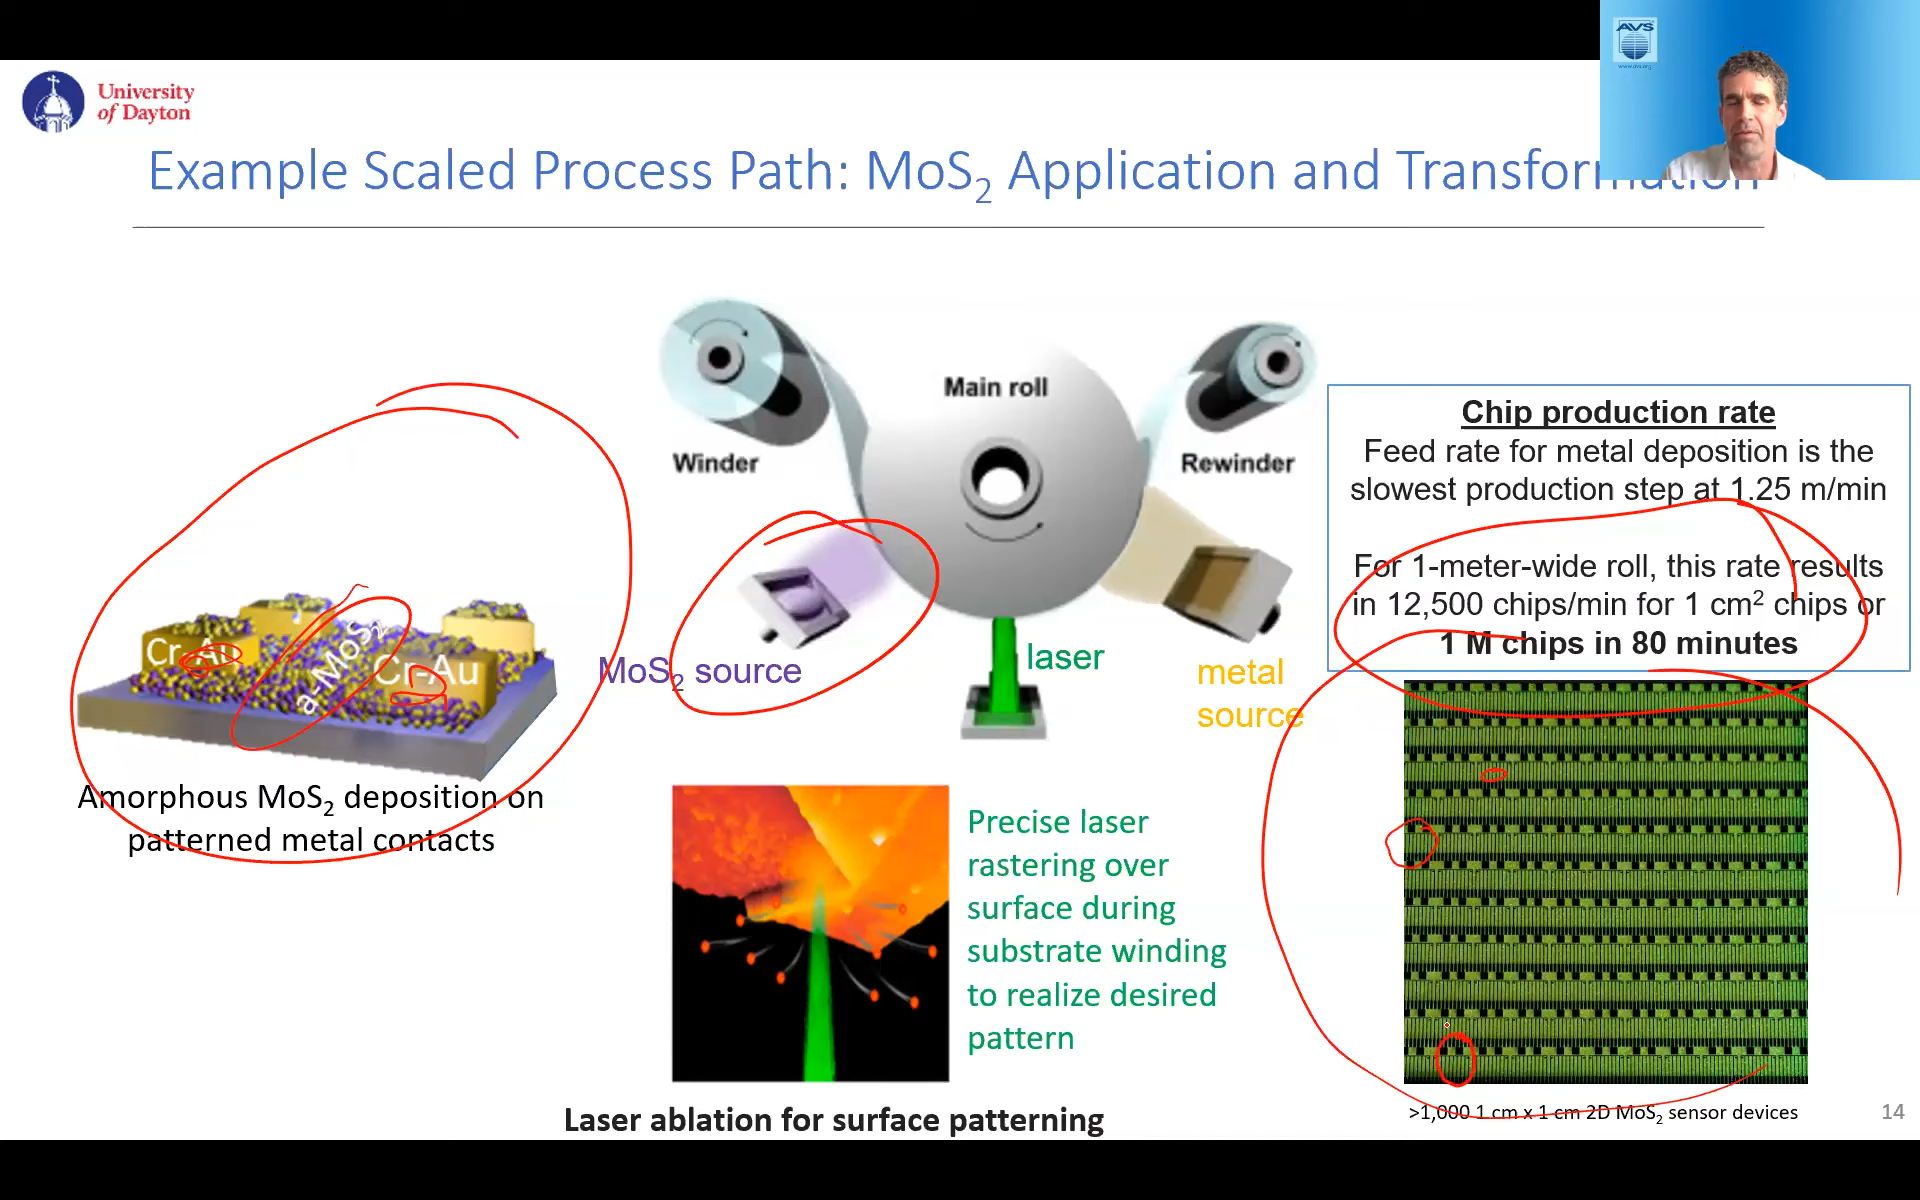 AVS
University
of Dayton
Example Scaled Process Path: MoS2 Application and Transformation
Main roll
Winder
Rewinder
Chip production rate
Feed rate for metal deposition is the
slowest production step at 1.25 m/min
For 1-meter-wide roll, this rate results
in 12,500 chips/min for 1 cm² chips or
1 M chips in 80 minutes
Cr-Au
a-MoS2
Cr-Au
MoS2 source
laser
metal
source
Amorphous MoS2 deposition on
patterned metal contacts
Precise laser
rastering over
surface during
substrate winding
to realize desired
pattern
Laser ablation for surface patterning
>1,000 1 cm x 1 cm 2D MoS2 sensor devices
14